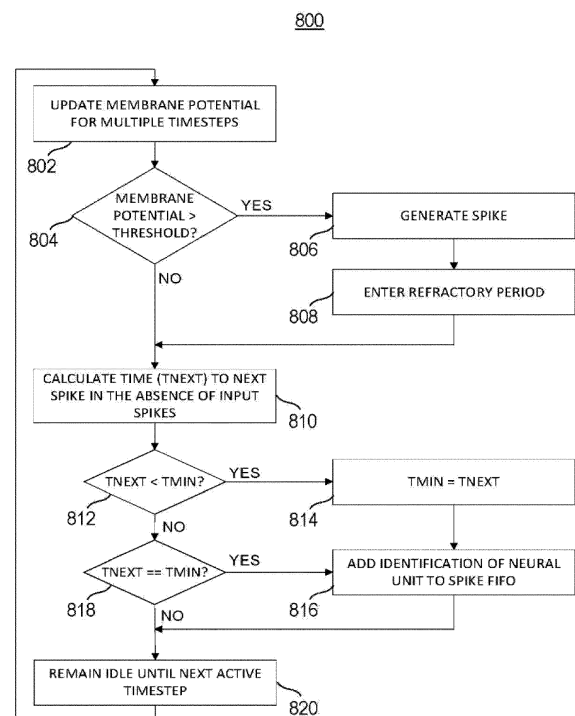 800
UPDATE MEMBRANE POTENTIAL
FOR MULTIPLE TIMESTEPS
802
MEMBRANE
POTENTIAL >
THRESHOLD?
804
YES
NO
GENERATE SPIKE
806
ENTER REFRACTORY PERIOD
808
CALCULATE TIME (TNEXT) TO NEXT
SPIKE IN THE ABSENCE OF INPUT
SPIKES
810
TNEXT < TMIN?
812
YES
NO
TMIN = TNEXT
814
TNEXT == TMIN?
818
YES
NO
ADD IDENTIFICATION OF NEURAL
UNIT TO SPIKE FIFO
816
REMAIN IDLE UNTIL NEXT ACTIVE
TIMESTEP
820